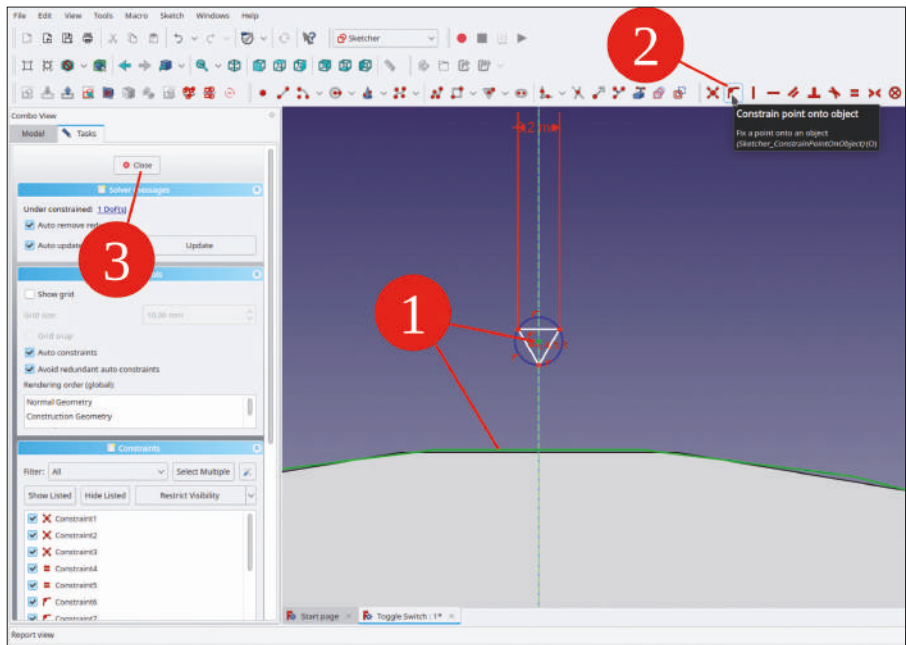 File Edit View Tools Macro Sketch Windows Help
Sketcher
2
Constrain point onto object
Fix a point onto an object
(Sketcher_ConstrainPointOnObject) (O)
Combo View
Model Tasks
Close
Solver messages
Under constrained: 1 DoF(s)
Auto remove
Auto update
Update
3
Show grid
Grid size:
10,00 mm
Grid snap
Auto constraints
Avoid redundant auto constraints
Rendering order (global):
Normal Geometry
Construction Geometry
Constraints
Filter: All
Select Multiple
Show Listed
Hide Listed
Restrict Visibility
Constraint1
Constraint2
Constraint3
Constraint4
Constraint5
Constraint6
Constraint7
2 m
1
Start page
Toggle Switch : 1*
Report view